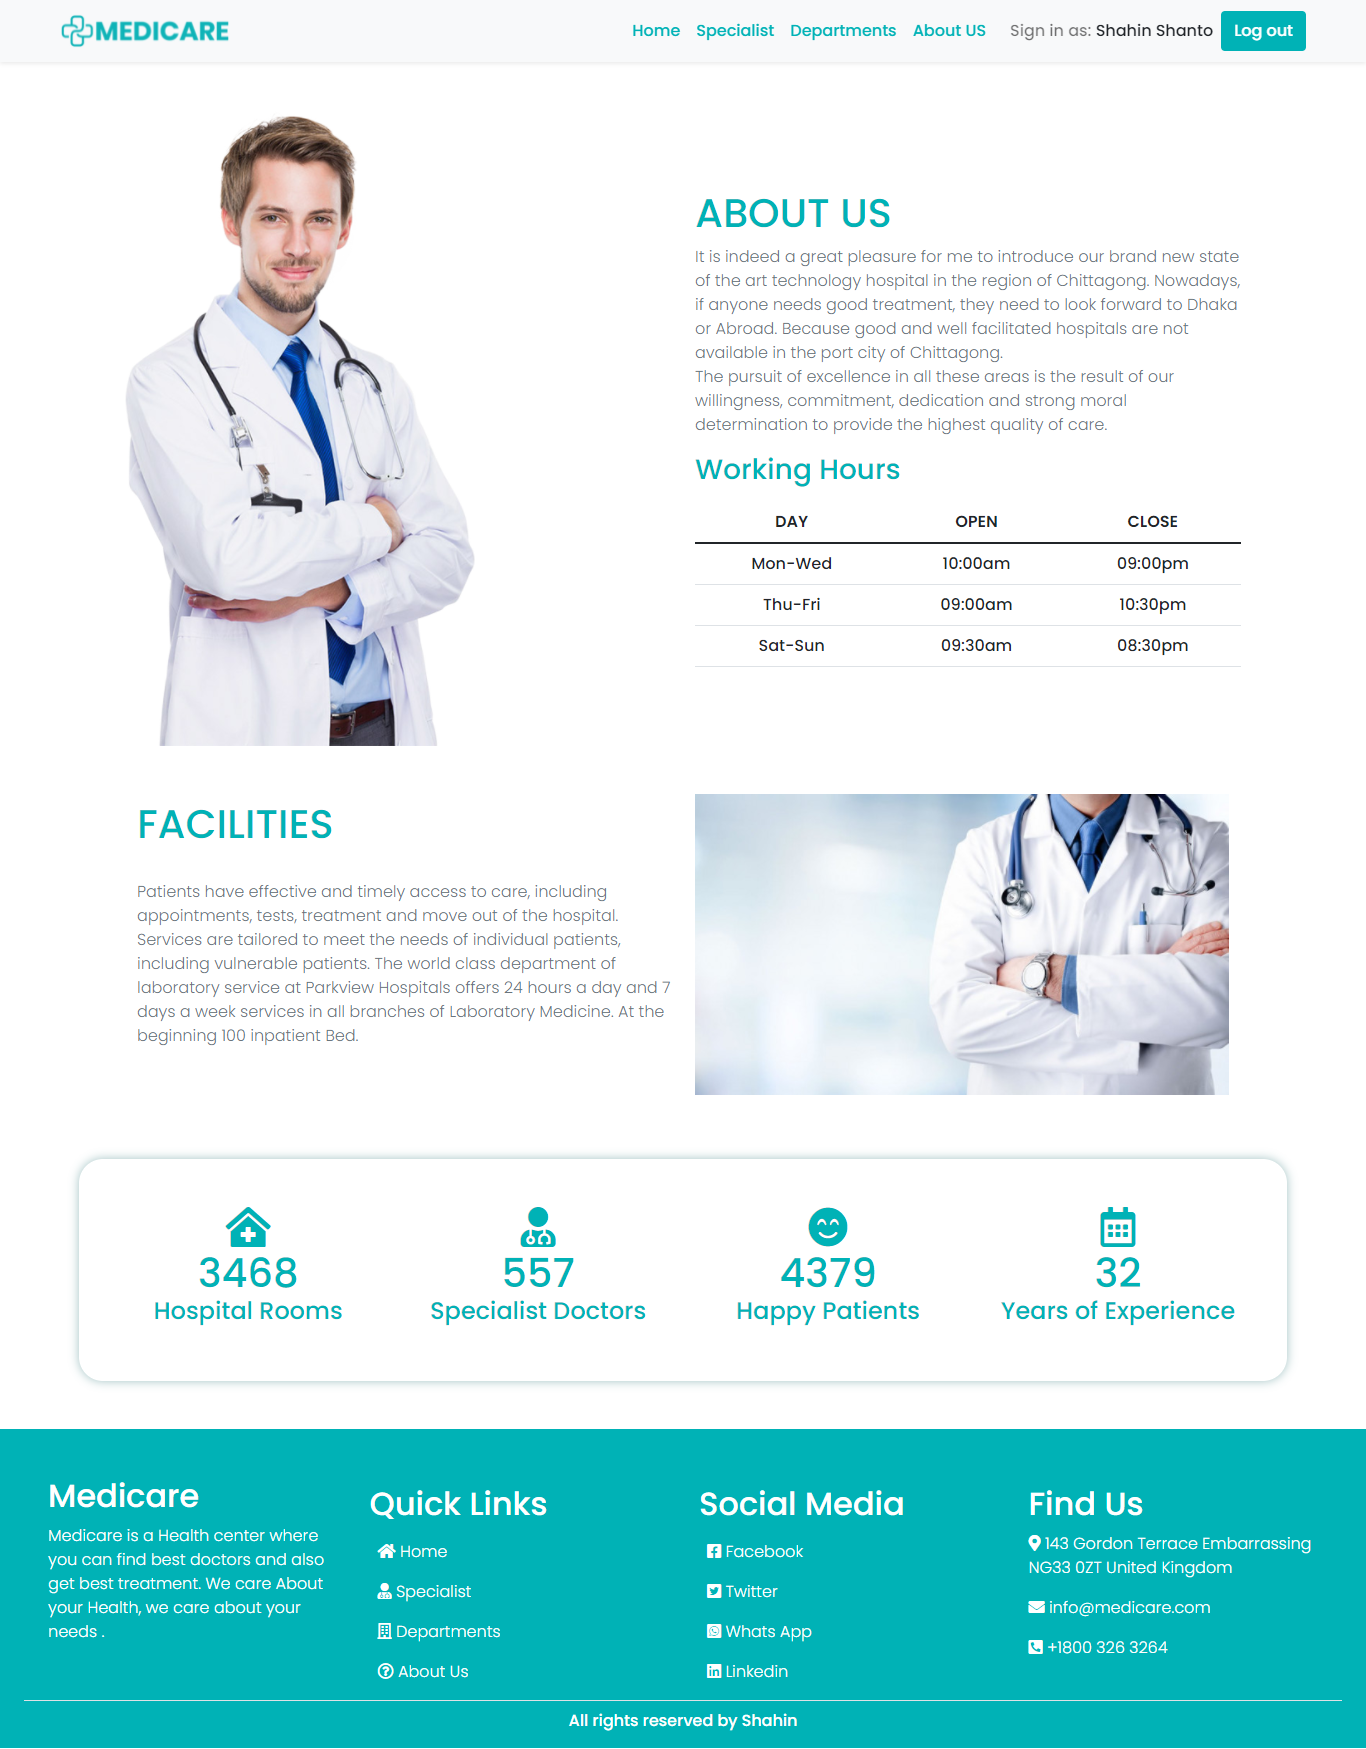 MEDICARE
Home Specialist Departments About US Sign in as: Shahin Shanto Log out
ABOUT US
It is indeed a great pleasure for me to introduce our brand new state
of the art technology hospital in the region of Chittagong. Nowadays,
if anyone needs good treatment, they need to look forward to Dhaka
or Abroad. Because good and well facilitated hospitals are not
available in the port city of Chittagong.
The pursuit of excellence in all these areas is the result of our
willingness, commitment, dedication and strong moral
determination to provide the highest quality of care.
Working Hours
DAY OPEN CLOSE
Mon-Wed 10:00am 09:00pm
Thu-Fri 09:00am 10:30pm
Sat-Sun 09:30am 08:30pm
FACILITIES
Patients have effective and timely access to care, including
appointments, tests, treatment and move out of the hospital.
Services are tailored to meet the needs of individual patients,
including vulnerable patients. The world class department of
laboratory service at Parkview Hospitals offers 24 hours a day and 7
days a week services in all branches of Laboratory Medicine. At the
beginning 100 inpatient Bed.
3468
Hospital Rooms
557
Specialist Doctors
4379
Happy Patients
32
Years of Experience
Medicare
Medicare is a Health center where
you can find best doctors and also
get best treatment. We care About
your Health, we care about your
needs .
Quick Links
Home
Specialist
Departments
About Us
Social Media
Facebook
Twitter
Whats App
Linkedin
Find Us
143 Gordon Terrace Embarrassing
NG33 0ZT United Kingdom
info@medicare.com
+1800 326 3264
All rights reserved by Shahin